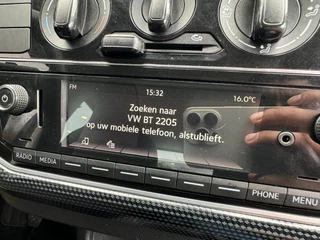 FM 15:32 16.0°C
Zoeken naar
VW BT 2205
op uw mobiele telefoon, alstublieft.
RADIO MEDIA PHONE MENU